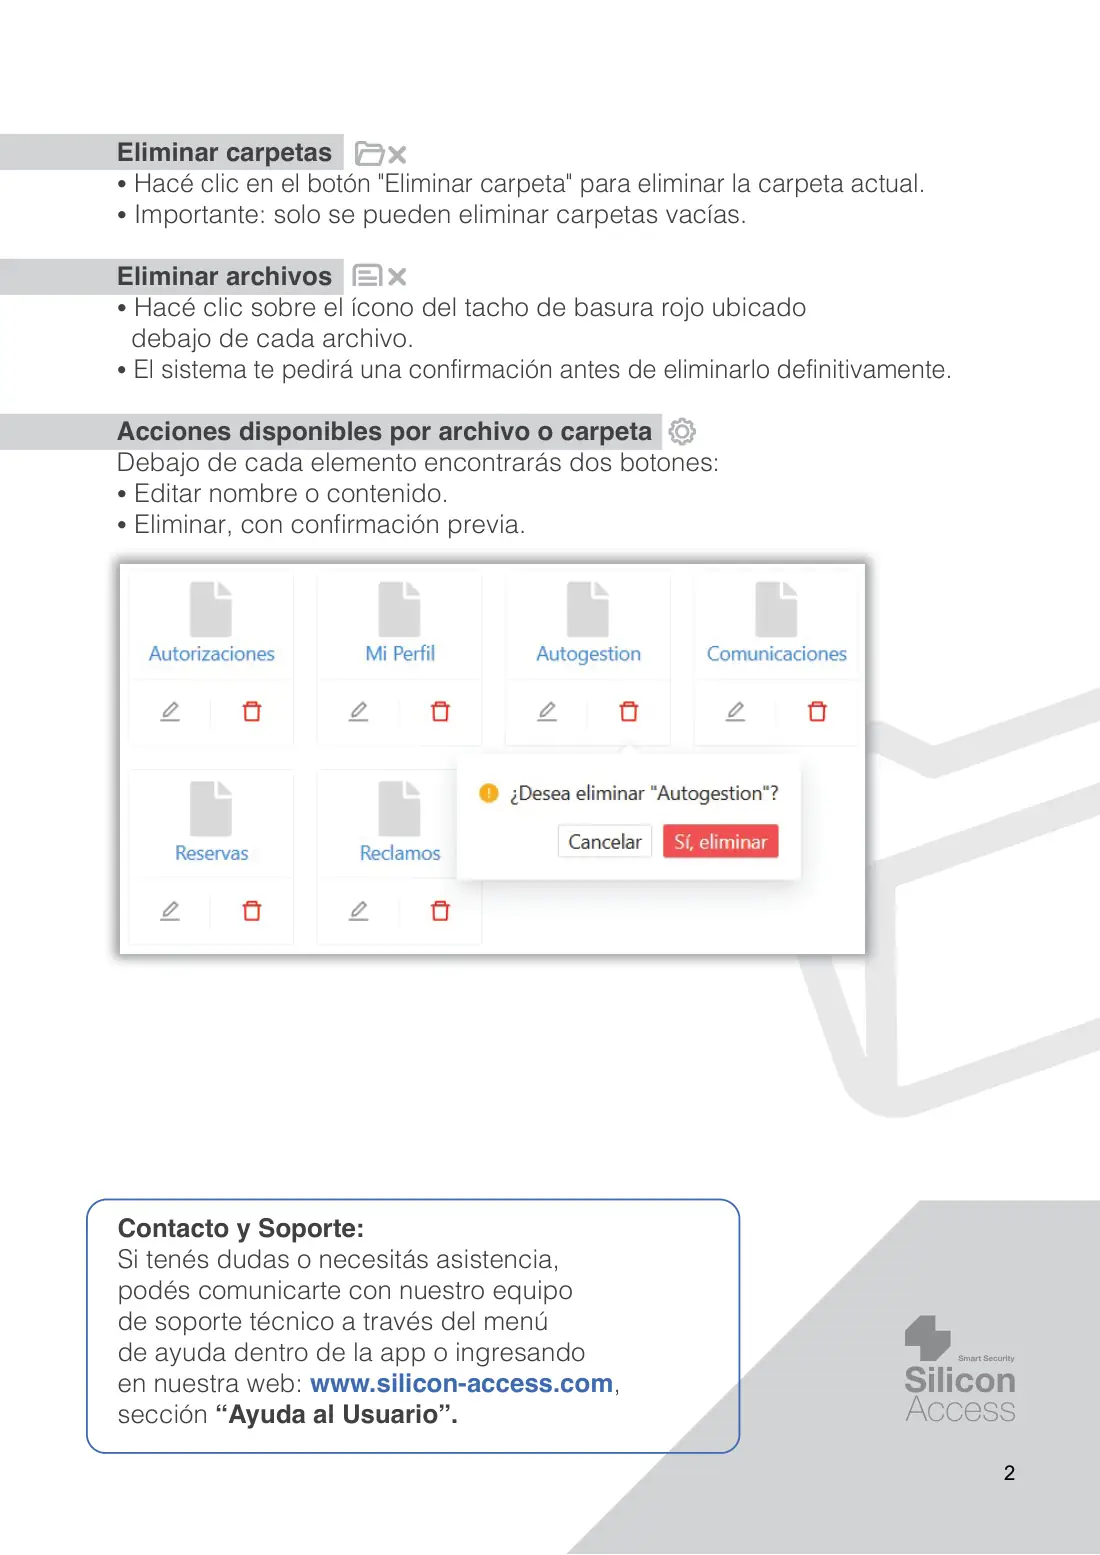 Eliminar carpetas
• Hacé clic en el botón "Eliminar carpeta" para eliminar la carpeta actual.
• Importante: solo se pueden eliminar carpetas vacías.
Eliminar archivos
• Hacé clic sobre el ícono del tacho de basura rojo ubicado
debajo de cada archivo.
• El sistema te pedirá una confirmación antes de eliminarlo definitivamente.
Acciones disponibles por archivo o carpeta
Debajo de cada elemento encontrarás dos botones:
• Editar nombre o contenido.
• Eliminar, con confirmación previa.
Autorizaciones Mi Perfil Autogestion Comunicaciones
¿Desea eliminar "Autogestion"?
Cancelar Sí, eliminar
Reservas Reclamos
Contacto y Soporte:
Si tenés dudas o necesitás asistencia,
podés comunicarte con nuestro equipo
de soporte técnico a través del menú
de ayuda dentro de la app o ingresando
en nuestra web: www.silicon-access.com,
sección “Ayuda al Usuario”.
Smart Security
Silicon
Access
2